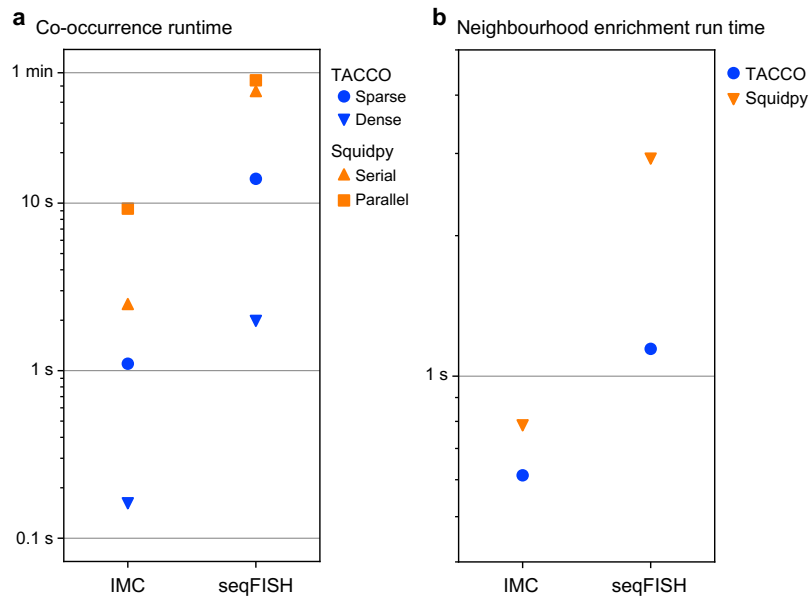 a Co-occurrence runtime
1 min
10 s
1 s
0.1 s
IMC
seqFISH
TACCO
Sparse
Dense
Squidpy
Serial
Parallel
b Neighbourhood enrichment run time
1 s
IMC
seqFISH
TACCO
Squidpy